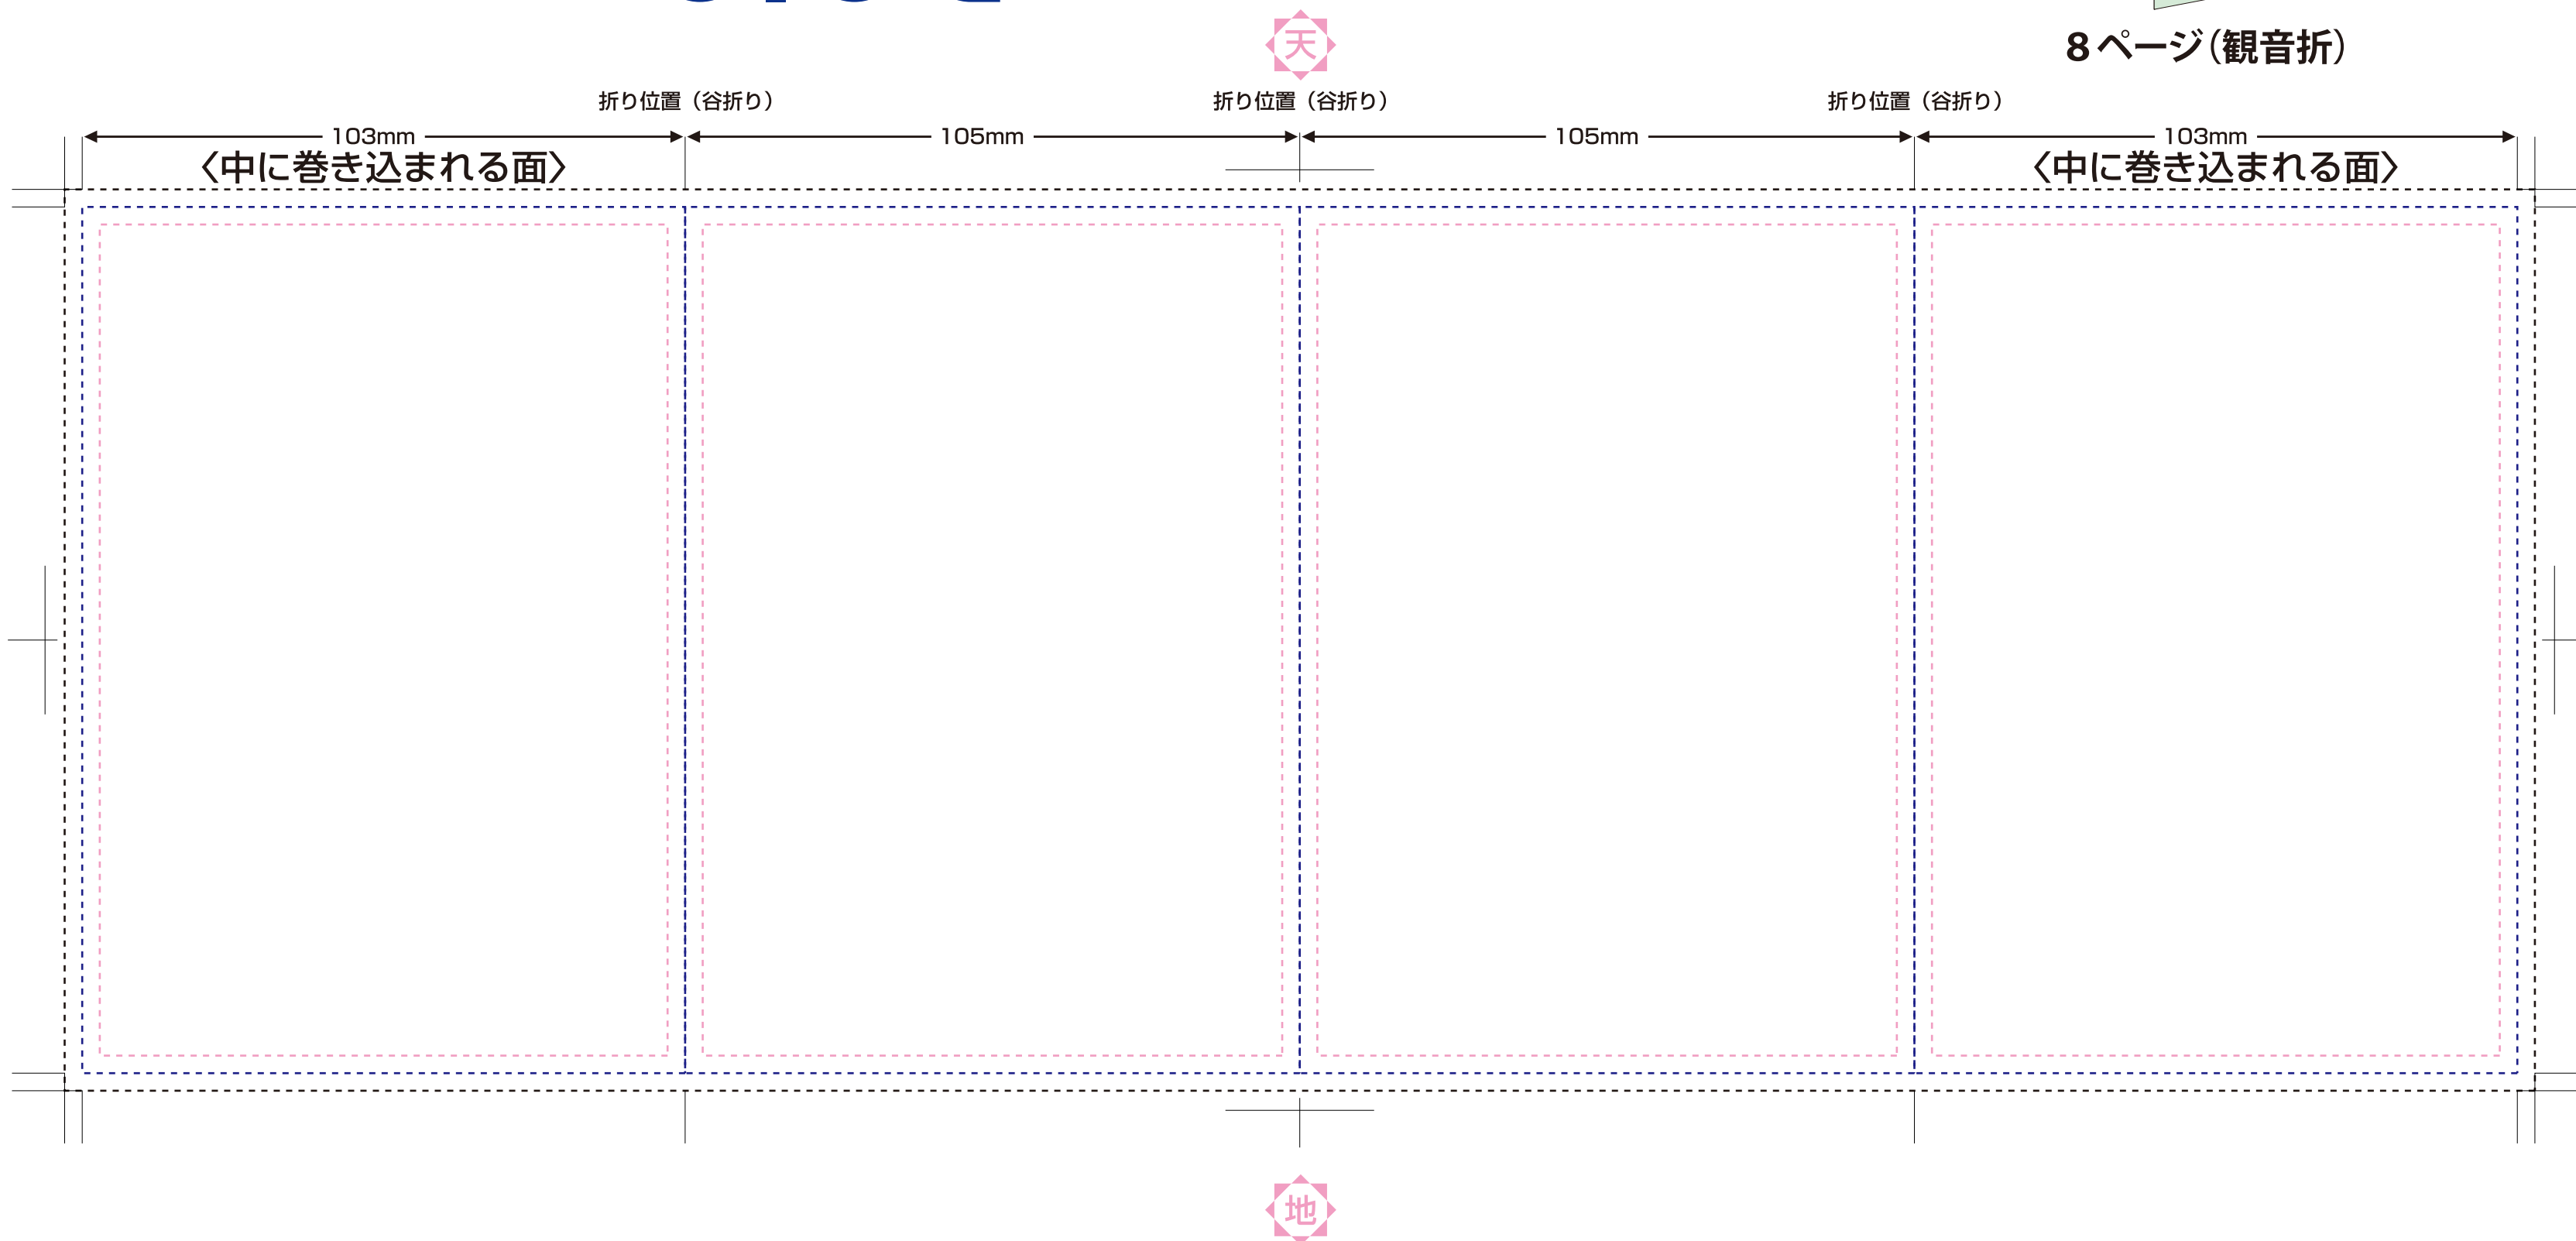 天
8ページ(観音折)
折り位置（谷折り）
折り位置（谷折り）
折り位置（谷折り）
103mm
105mm
105mm
103mm
〈中に巻き込まれる面〉
〈中に巻き込まれる面〉
地